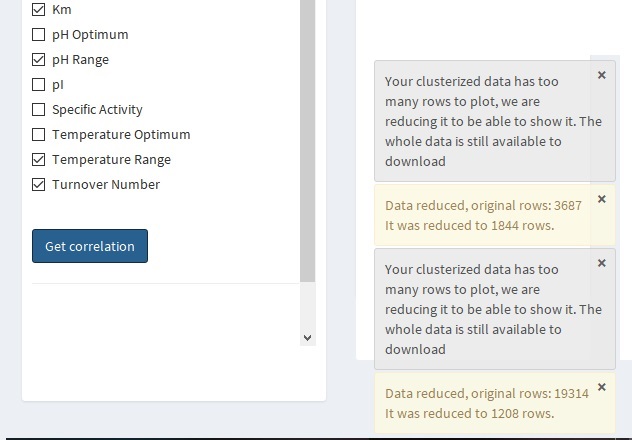 Km
pH Optimum
pH Range
pI
Specific Activity
Temperature Optimum
Temperature Range
Turnover Number
Get correlation
Your clusterized data has too
many rows to plot, we are
reducing it to be able to show it. The
whole data is still available to
download
Data reduced, original rows: 3687
It was reduced to 1844 rows.
Your clusterized data has too
many rows to plot, we are
reducing it to be able to show it. The
whole data is still available to
download
Data reduced, original rows: 19314
It was reduced to 1208 rows.